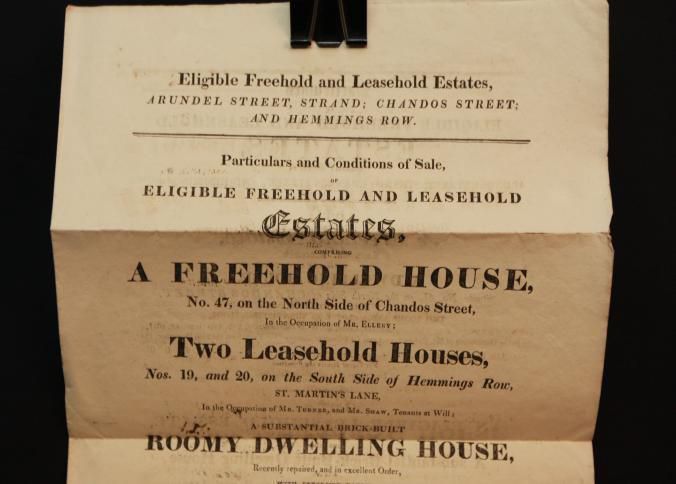 Eligible Freehold and Leasehold Estates,
ARUNDEL STREET, STRAND; CHANDOS STREET;
AND HEMMINGS ROW.
Particulars and Conditions of Sale,
OF
ELIGIBLE FREEHOLD AND LEASEHOLD
Estates,
COMPRISING
A FREEHOLD HOUSE,
No. 47, on the North Side of Chandos Street,
In the Occupation of MR. ELLERY;
Two Leasehold Houses,
Nos. 19, and 20, on the South Side of Hemmings Row,
ST. MARTIN'S LANE,
In the Occupation of MR. TURNER, and MR. SHAW, Tenants at Will;
A SUBSTANTIAL BRICK-BUILT
ROOMY DWELLING HOUSE,
Recently repaired, and in excellent Order,